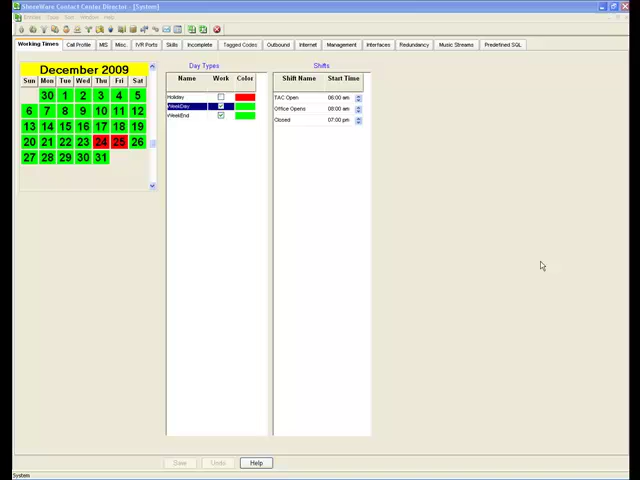 ShoreWare Contact Center Director - [System]
Entities Tools Set Window Help
Working Times Call Profile MIS Misc. IVR Ports Skills Incomplete Tagged Codes Outbound Internet Management Interfaces Redundancy Music Streams Predefined SQL
December 2009
Sun Mon Tue Wed Thu Fri Sat
30 1 2 3 4 5
6 7 8 9 10 11 12
13 14 15 16 17 18 19
20 21 22 23 24 25 26
27 28 29 30 31
Day Types
Name Work Color
Holiday
WeekDay
WeekEnd
Shifts
Shift Name Start Time
TAC Open 06:00 am
Office Opens 08:00 am
Closed 07:00 pm
Save Undo Help
System